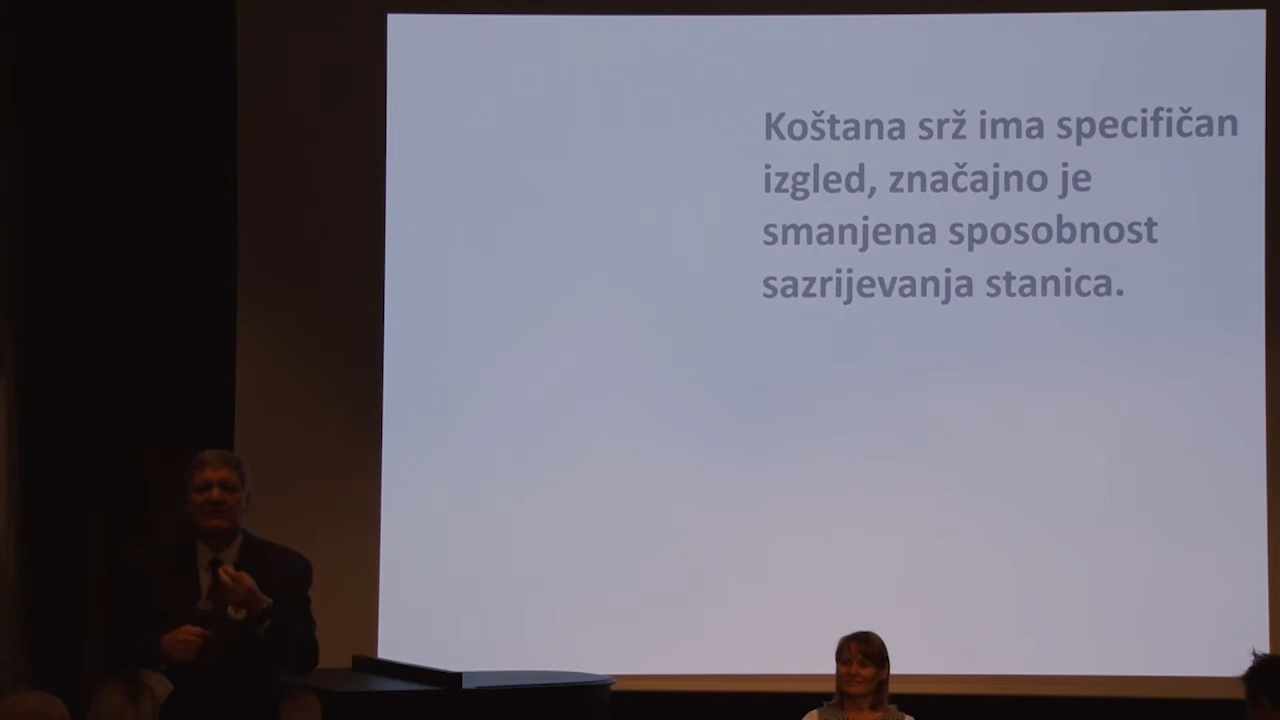 Koštana srž ima specifičan
izgled, značajno je
smanjena sposobnost
sazrijevanja stanica.